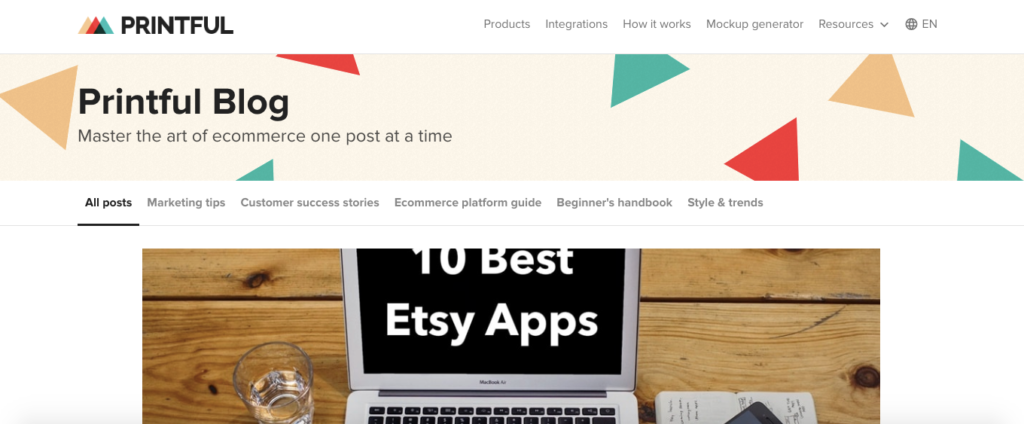 PRINTFUL
Products Integrations How it works Mockup generator Resources EN
Printful Blog
Master the art of ecommerce one post at a time
All posts Marketing tips Customer success stories Ecommerce platform guide Beginner's handbook Style & trends
10 Best
Etsy Apps
MacBook Air